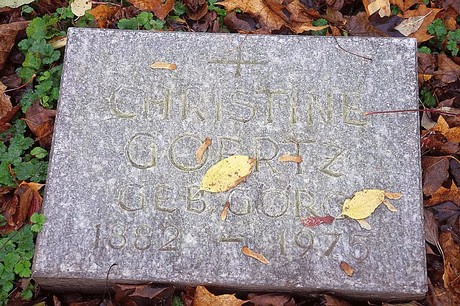 CHRISTINE
GOERTZ
GEB. GÖRG
1882 - 1975